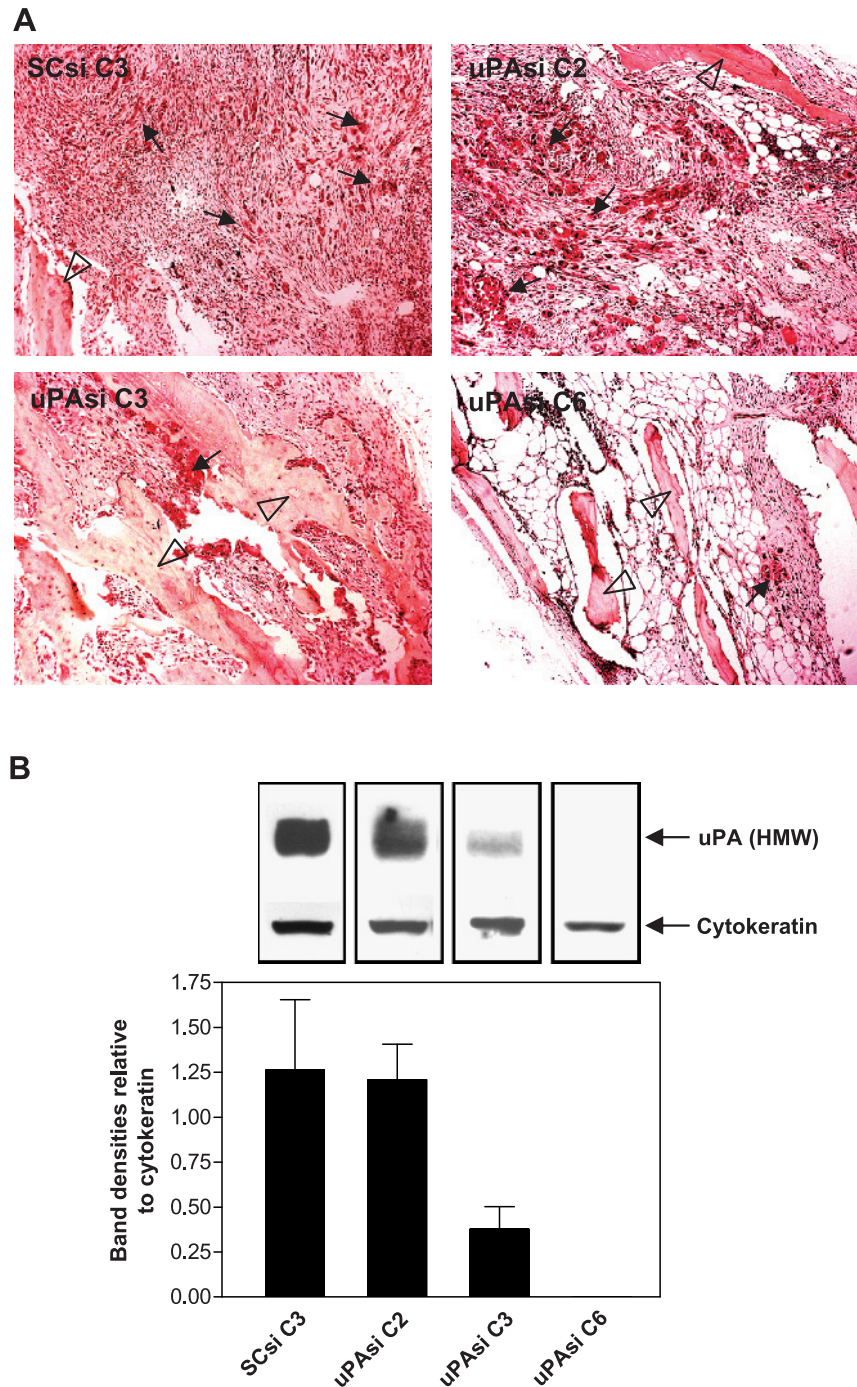 A
SCsi C3
uPAsi C2
uPAsi C3
uPAsi C6
B
uPA (HMW)
Cytokeratin
Band densities relative
to cytokeratin
1.75
1.50
1.25
1.00
0.75
0.50
0.25
0.00
SCsi C3
uPAsi C2
uPAsi C3
uPAsi C6